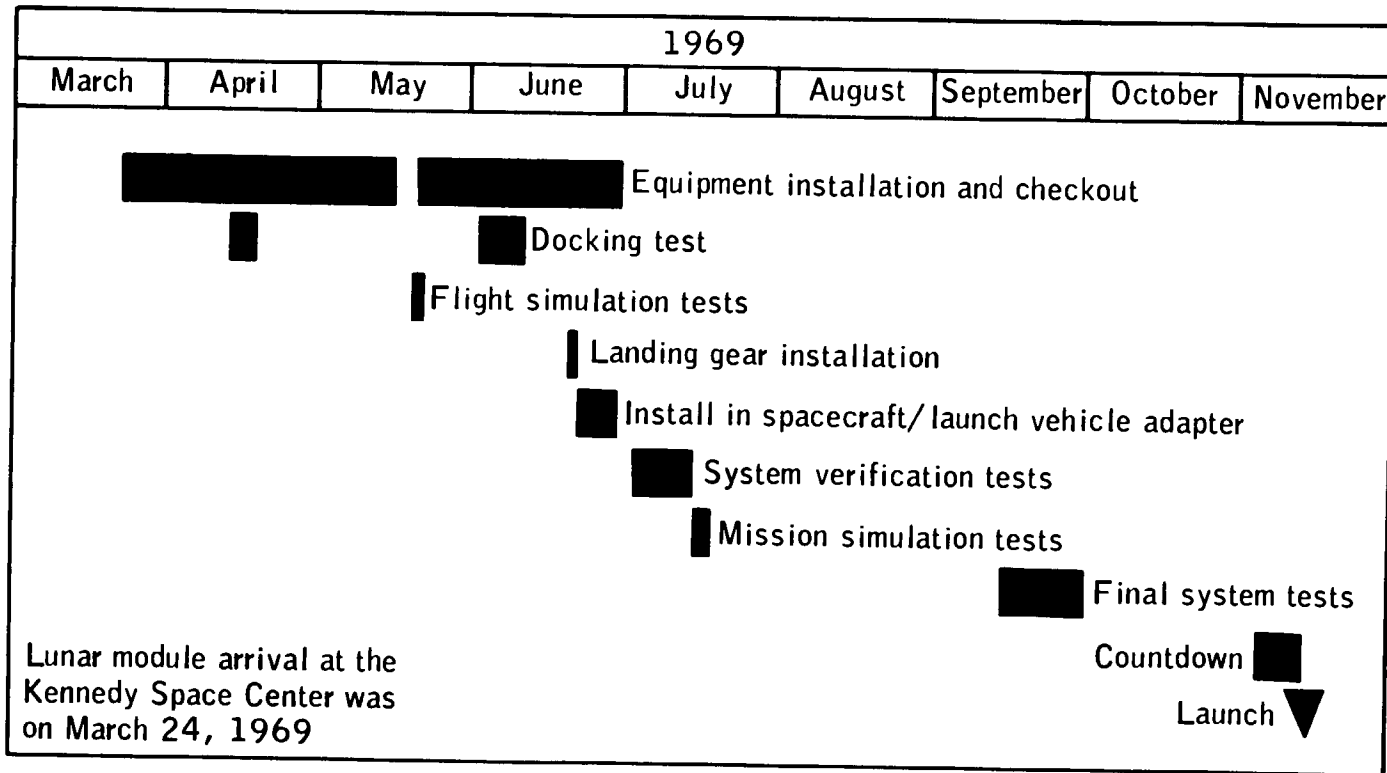 1969
March April May June July August September October November
Equipment installation and checkout
Docking test
Flight simulation tests
Landing gear installation
Install in spacecraft/launch vehicle adapter
System verification tests
Mission simulation tests
Final system tests
Countdown
Launch
Lunar module arrival at the
Kennedy Space Center was
on March 24, 1969